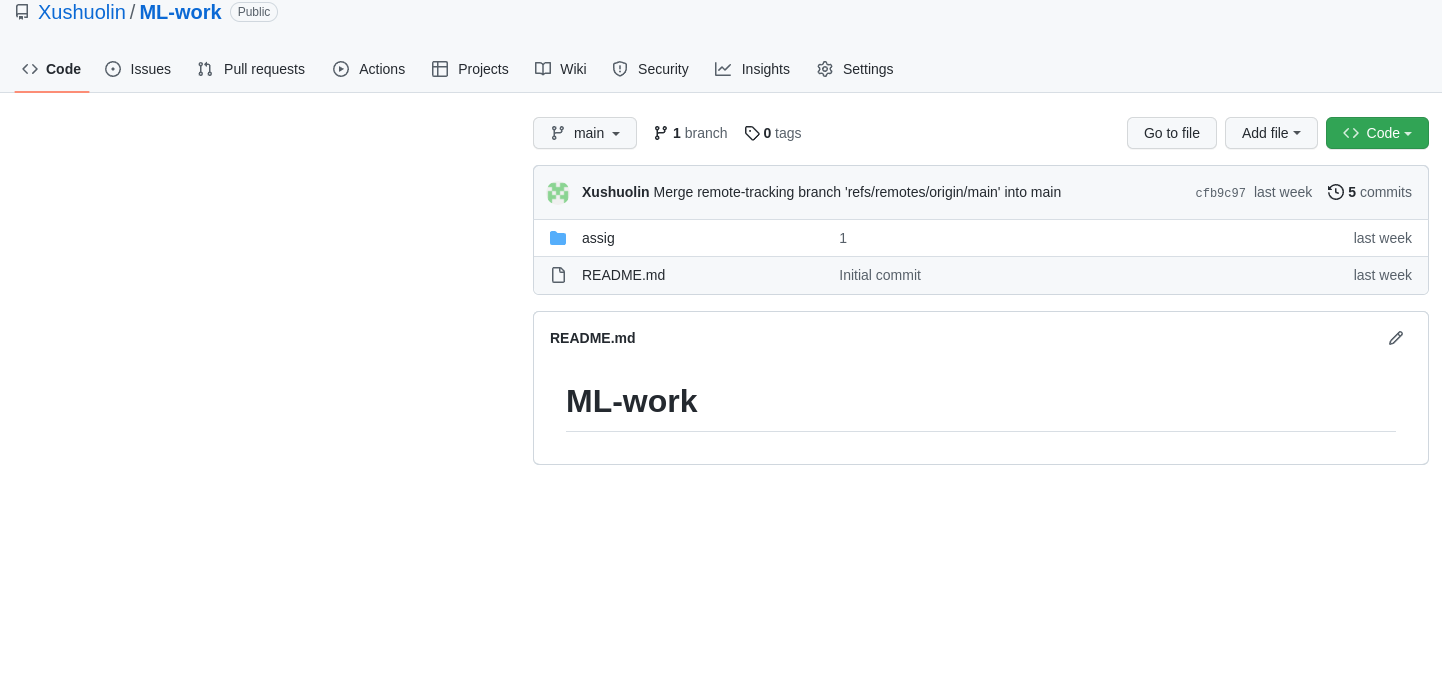 Xushuolin / ML-work Public
Code Issues Pull requests Actions Projects Wiki Security Insights Settings
main 1 branch 0 tags Go to file Add file Code
Xushuolin Merge remote-tracking branch 'refs/remotes/origin/main' into main cfb9c97 last week 5 commits
assig 1 last week
README.md Initial commit last week
README.md
ML-work